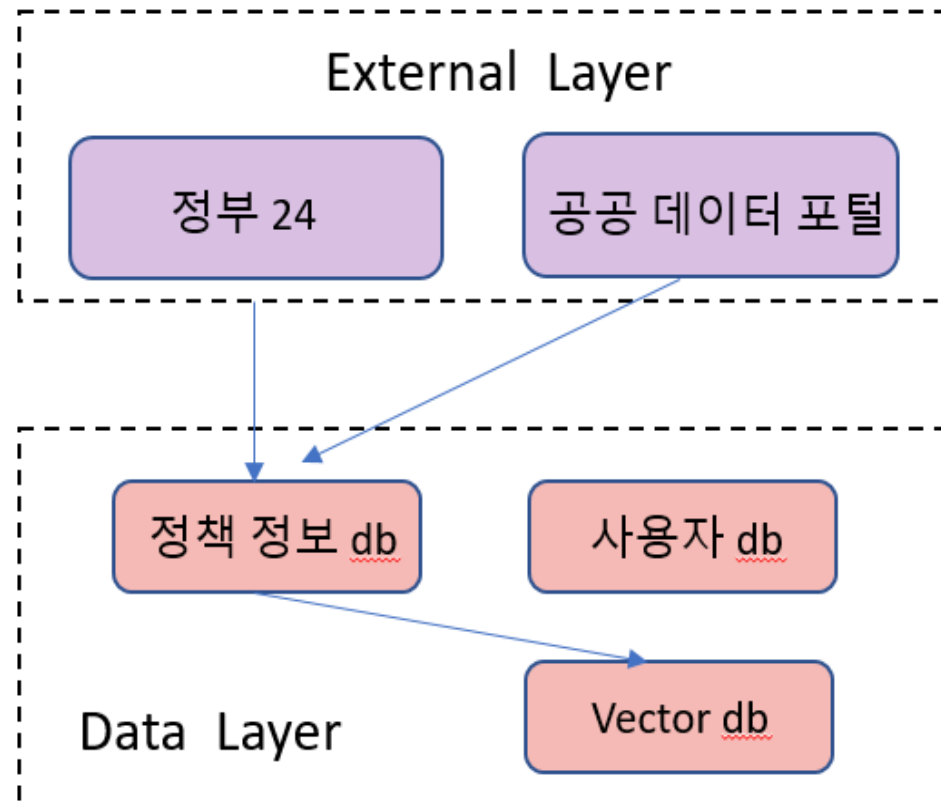 External Layer
정부 24
공공 데이터 포털
정책 정보 db
사용자 db
Vector db
Data Layer